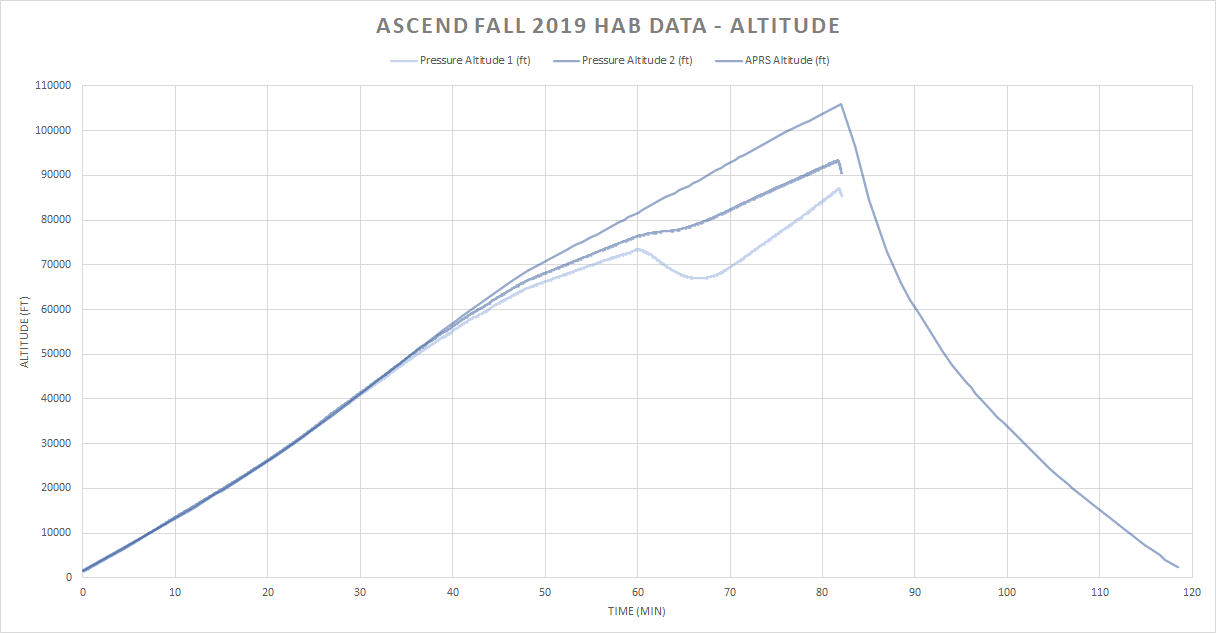 ASCEND FALL 2019 HAB DATA - ALTITUDE
Pressure Altitude 1 (ft) Pressure Altitude 2 (ft) APRS Altitude (ft)
110000
100000
90000
80000
70000
60000
50000
40000
30000
20000
10000
0
ALTITUDE (FT)
0 10 20 30 40 50 60 70 80 90 100 110 120
TIME (MIN)